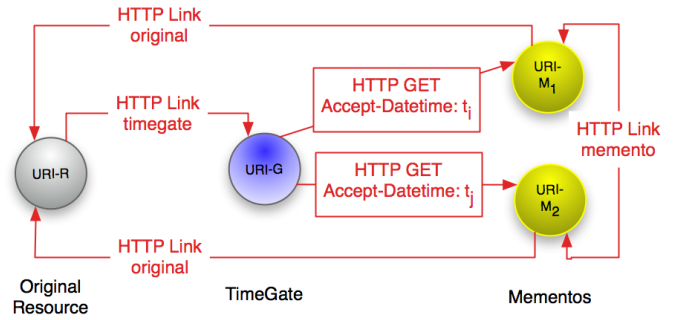 HTTP Link
original
HTTP Link
timegate
HTTP GET
Accept-Datetime: ti
URI-
M1
HTTP Link
memento
URI-R
URI-G
HTTP GET
Accept-Datetime: tj
URI-
M2
HTTP Link
original
Original
Resource
TimeGate
Mementos